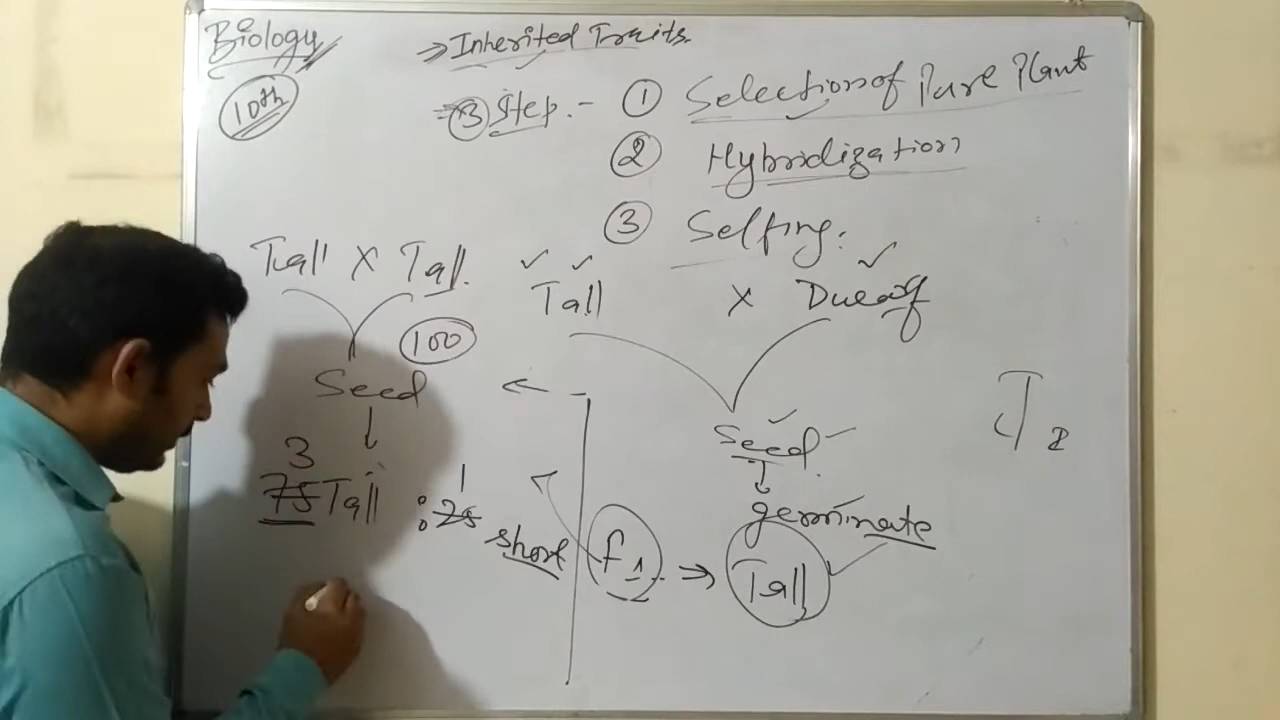 Biology
10th
⇒ Inherited Traits.
⇒ ③ Step. - ① Selection of Pure Plant
② Hybridization
③ Selfing.
Tall X Tall.
100
Seed
3 1
75 Tall : 25
short
✓ ✓ ✓
Tall X Dwarf
Seed.
germinate
F1 ⇒ Tall